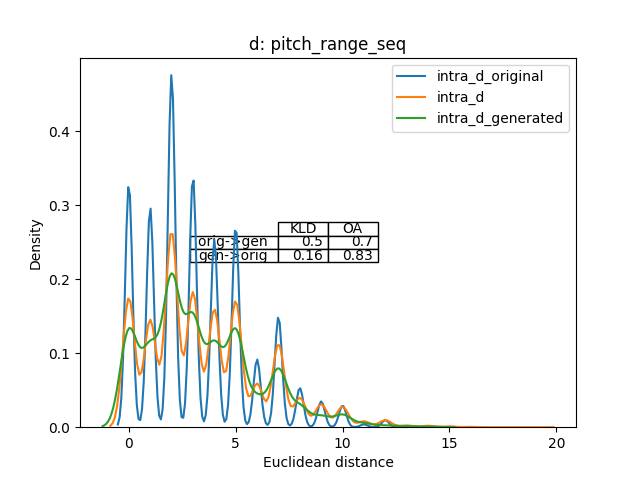 d: pitch_range_seq
intra_d_original
intra_d
intra_d_generated
KLD OA
orig->gen 0.5 0.7
gen->orig 0.16 0.83
Density
0.4
0.3
0.2
0.1
0.0
0 5 10 15 20
Euclidean distance